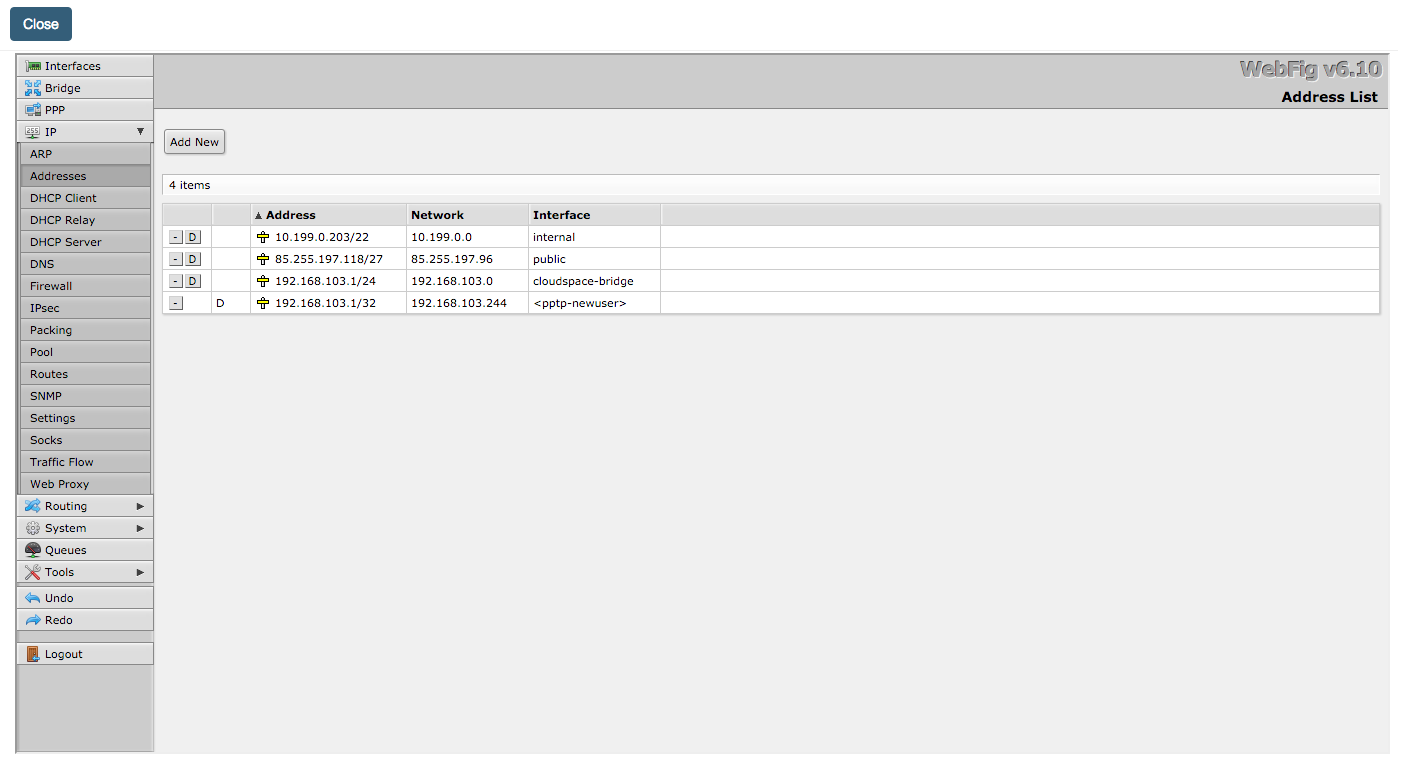 Close
WebFig v6.10
Address List
Interfaces
Bridge
PPP
255 IP ▼
ARP
Addresses
DHCP Client
DHCP Relay
DHCP Server
DNS
Firewall
IPsec
Packing
Pool
Routes
SNMP
Settings
Socks
Traffic Flow
Web Proxy
Routing ▶
System ▶
Queues
Tools ▶
Undo
Redo
Logout
Add New
4 items
▲ Address Network Interface
- D 10.199.0.203/22 10.199.0.0 internal
- D 85.255.197.118/27 85.255.197.96 public
- D 192.168.103.1/24 192.168.103.0 cloudspace-bridge
- D 192.168.103.1/32 192.168.103.244 <pptp-newuser>